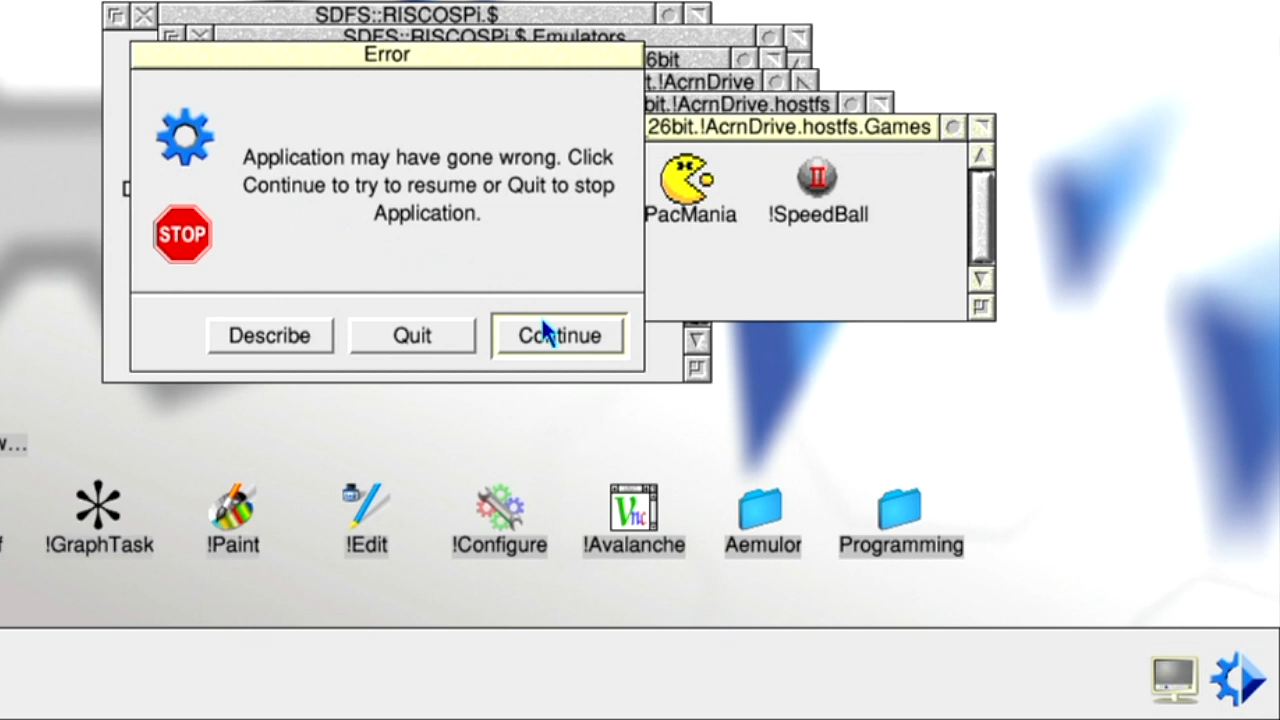 SDFS::RISCOSPi.$
SDFS::RISCOSPi.$.Emulators
Error
6bit
t.!AcrnDrive
bit.!AcrnDrive.hostfs
26bit.!AcrnDrive.hostfs.Games
Application may have gone wrong. Click
Continue to try to resume or Quit to stop
Application.
STOP
PacMania
!SpeedBall
II
Describe
Quit
Continue
w...
f
!GraphTask
!Paint
!Edit
!Configure
!Avalanche
Vnc
Aemulor
Programming